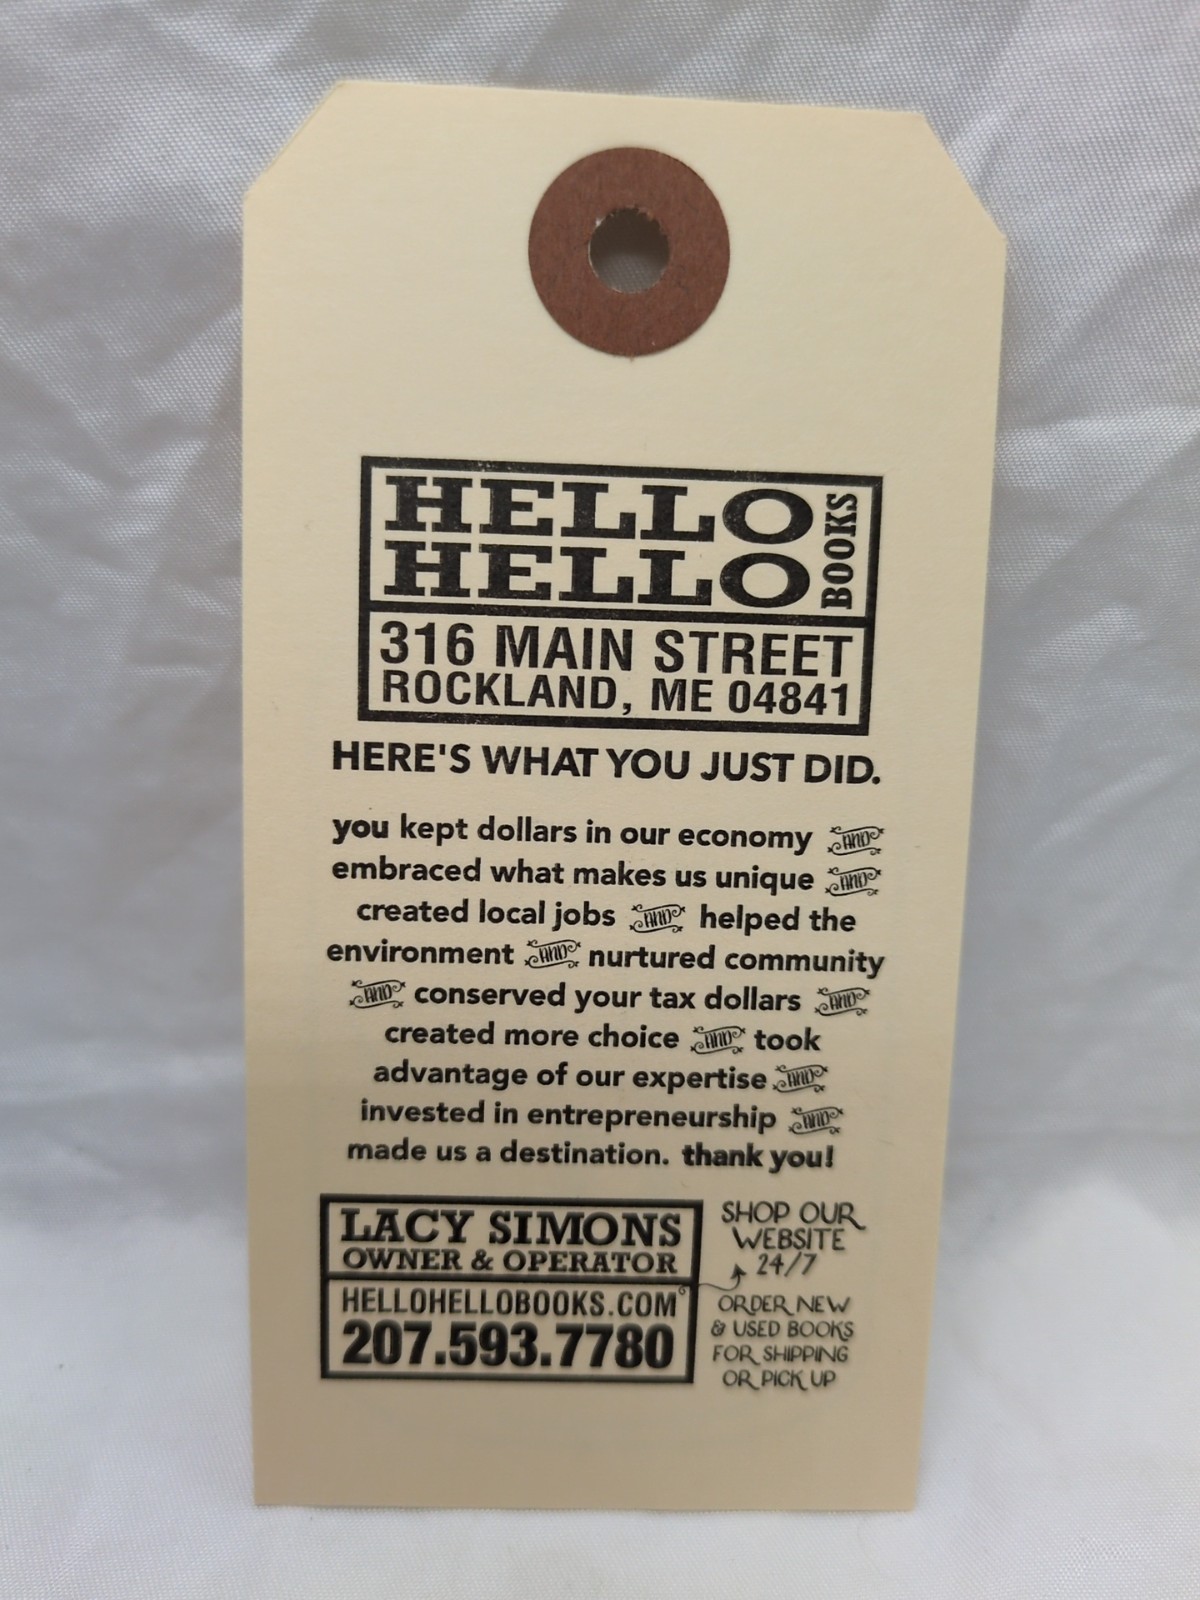 HELLO
HELLO
BOOKS
316 MAIN STREET
ROCKLAND, ME 04841
HERE'S WHAT YOU JUST DID.
you kept dollars in our economy AND
embraced what makes us unique AND
created local jobs AND helped the
environment AND nurtured community
AND conserved your tax dollars AND
created more choice AND took
advantage of our expertise AND
invested in entrepreneurship AND
made us a destination. thank you!
LACY SIMONS
OWNER & OPERATOR
HELLOHELLOBOOKS.COM
207.593.7780
SHOP OUR
WEBSITE
24/7
ORDER NEW
& USED BOOKS
FOR SHIPPING
OR PICK UP